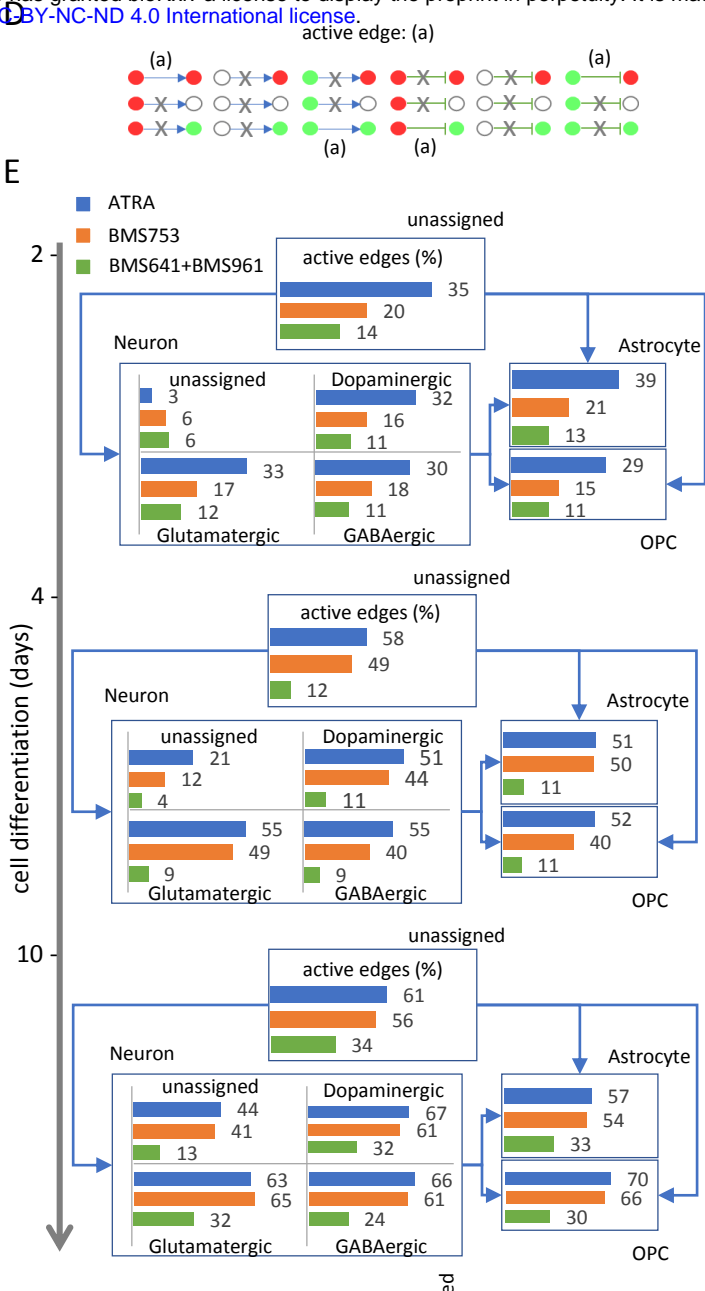 C-BY-NC-ND 4.0 International license.
D
active edge: (a)
(a) (a)
X X X X
X X X X X X
X X X X
(a) (a)
E
ATRA
BMS753
BMS641+BMS961
cell differentiation (days)
2
unassigned
active edges (%)
35
20
14
Neuron
unassigned
3
6
6
Dopaminergic
32
16
11
33
17
12
Glutamatergic
30
18
11
GABAergic
Astrocyte
39
21
13
29
15
11
OPC
4
unassigned
active edges (%)
58
49
12
Neuron
unassigned
21
12
4
Dopaminergic
51
44
11
55
49
9
Glutamatergic
55
40
9
GABAergic
Astrocyte
51
50
11
52
40
11
OPC
10
unassigned
active edges (%)
61
56
34
Neuron
unassigned
44
41
13
Dopaminergic
67
61
32
63
65
32
Glutamatergic
66
61
24
GABAergic
Astrocyte
57
54
33
70
66
30
OPC
ed